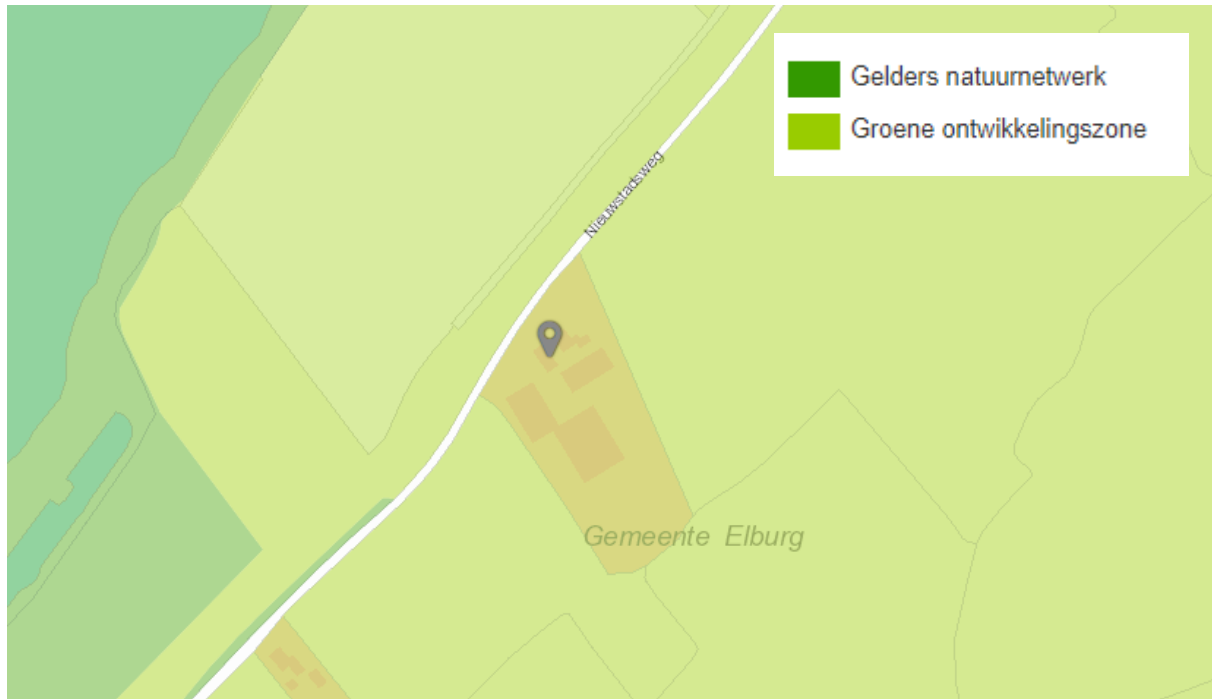 Gelders natuurnetwerk
Groene ontwikkelingszone
Nieuwstadsweg
Gemeente Elburg